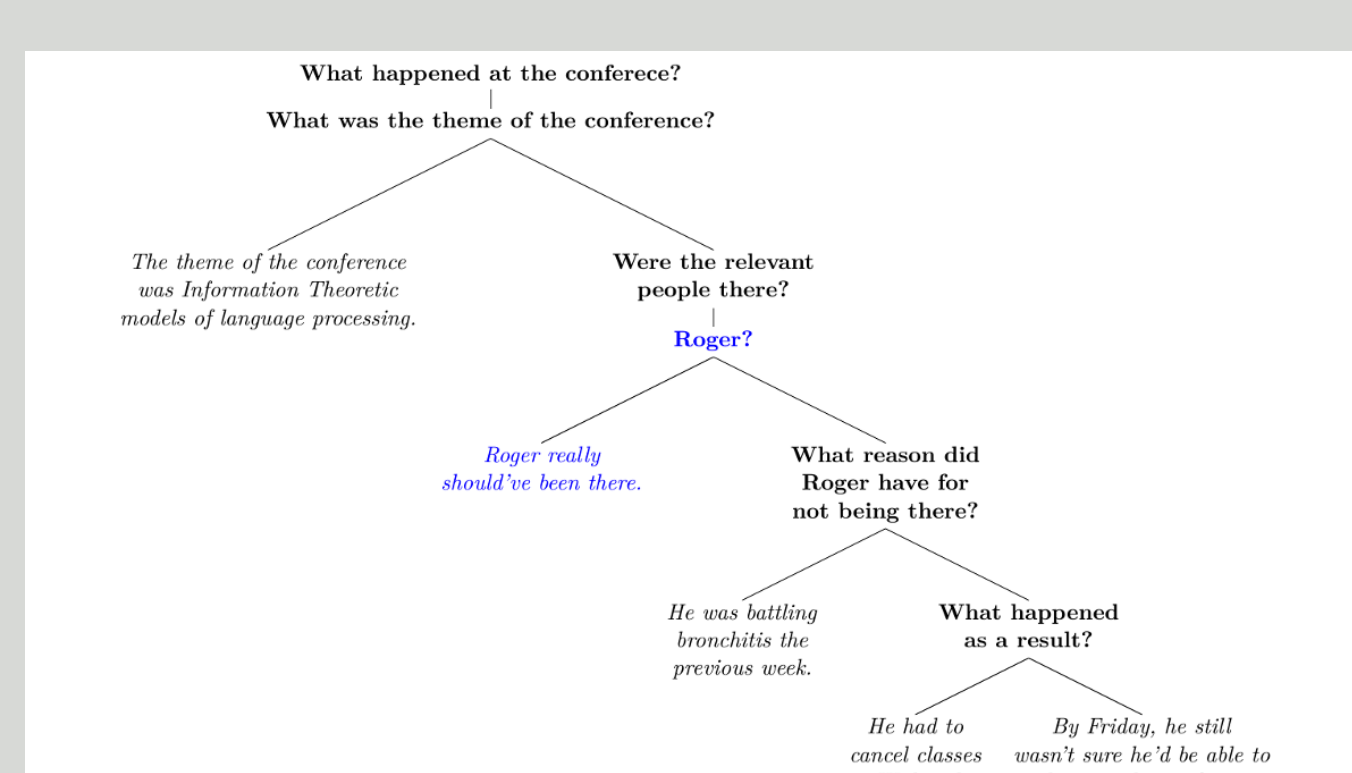 What happened at the conferece?
What was the theme of the conference?
The theme of the conference
was Information Theoretic
models of language processing.
Were the relevant
people there?
Roger?
Roger really
should've been there.
What reason did
Roger have for
not being there?
He was battling
bronchitis the
previous week.
What happened
as a result?
He had to
cancel classes
By Friday, he still
wasn't sure he'd be able to